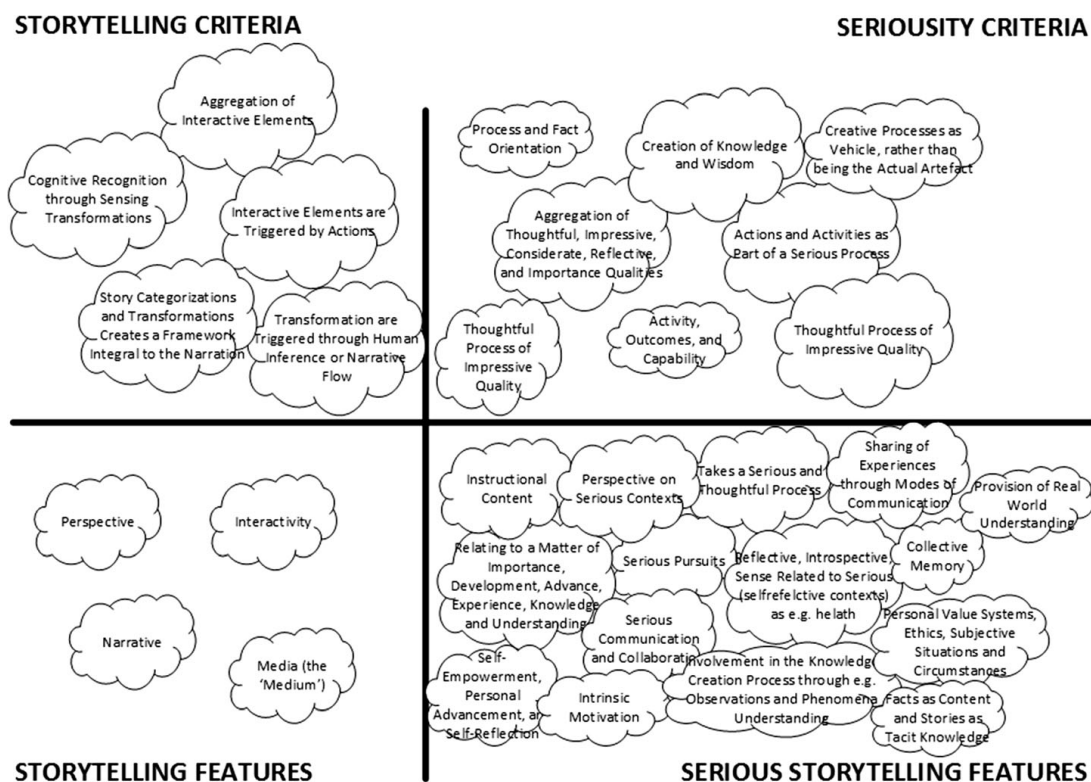 STORYTELLING CRITERIA
SERIOUSITY CRITERIA
Aggregation of
Interactive Elements
Cognitive Recognition
through Sensing
Transformations
Interactive Elements are
Triggered by Actions
Story Categorizations
and Transformations
Creates a Framework
Integral to the Narration
Transformation are
Triggered through Human
Inference or Narrative
Flow
Process and Fact
Orientation
Creation of Knowledge
and Wisdom
Creative Processes as
Vehicle, rather than
being the Actual Artefact
Aggregation of
Thoughtful, Impressive,
Considerate, Reflective,
and Importance Qualities
Actions and Activities as
Part of a Serious Process
Thoughtful
Process of
Impressive
Quality
Activity,
Outcomes, and
Capability
Thoughtful Process of
Impressive Quality
Perspective
Interactivity
Narrative
Media (the
‘Medium’)
Instructional
Content
Perspective on
Serious Contexts
Takes a Serious and
Thoughtful Process
Sharing of
Experiences
through Modes of
Communication
Provision of Real
World
Understanding
Relating to a Matter of
Importance,
Development, Advance,
Experience, Knowledge
and Understanding
Serious Pursuits
Reflective, Introspective
Sense Related to Serious
(selfrefelctive contexts)
as e.g. helath
Collective
Memory
Serious
Communication
and Collaboratio
Personal Value Systems,
Ethics, Subjective
Situations and
Circumstances
Self-
Empowerment,
Personal
Advancement, an
Self-Reflection
Intrinsic
Motivation
Involvement in the Knowledge
Creation Process through e.g.
Observations and Phenomena
Understanding
Facts as Content
and Stories as
Tacit Knowledge
STORYTELLING FEATURES
SERIOUS STORYTELLING FEATURES